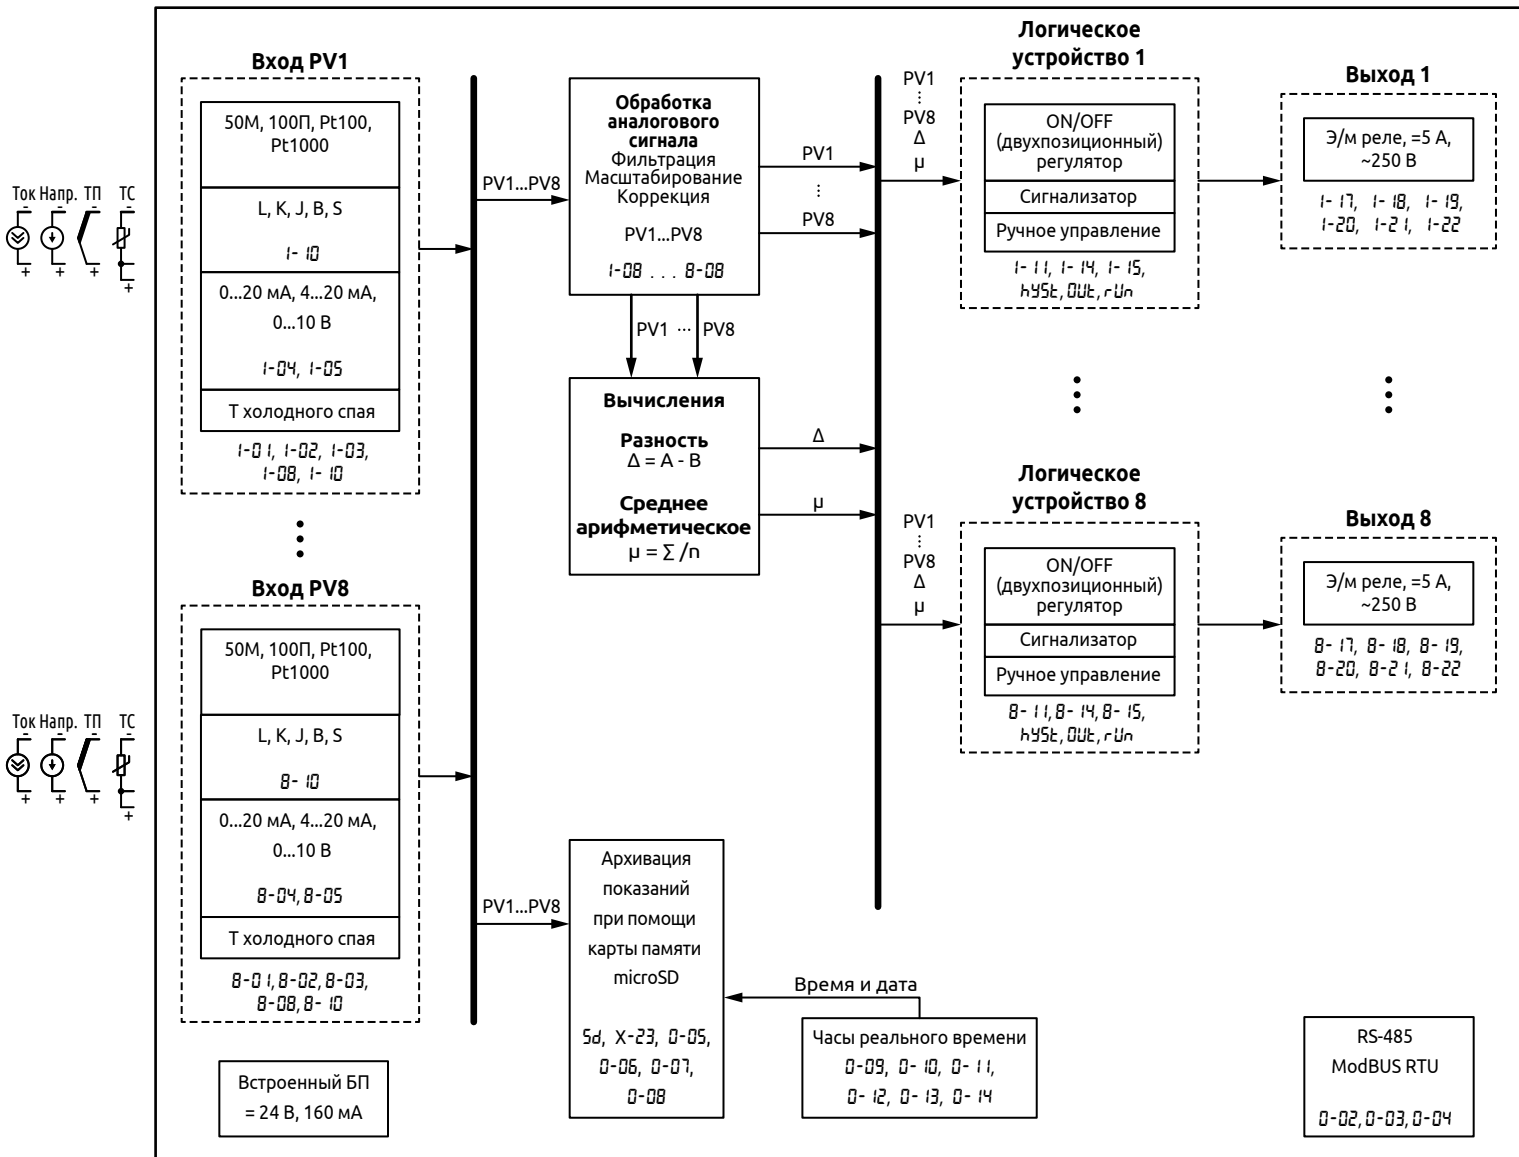 Вход PV1
50М, 100П, Pt100,
Pt1000
L, K, J, B, S
1-10
0...20 мА, 4...20 мА,
0...10 В
1-04, 1-05
Т холодного спая
1-01, 1-02, 1-03,
1-08, 1-10
Ток Напр. ТП ТС
- - - -
+ + + +
Вход PV8
50М, 100П, Pt100,
Pt1000
L, K, J, B, S
8-10
0...20 мА, 4...20 мА,
0...10 В
8-04, 8-05
Т холодного спая
8-01, 8-02, 8-03,
8-08, 8-10
Ток Напр. ТП ТС
- - - -
+ + + +
Встроенный БП
= 24 В, 160 мА
PV1...PV8
Обработка
аналогового
сигнала
Фильтрация
Масштабирование
Коррекция
PV1...PV8
1-08 . . . 8-08
PV1 ... PV8
Вычисления
Разность
Δ = A - B
Среднее
арифметическое
μ = ∑ /n
PV1
⋮
PV8
Δ
μ
PV1...PV8
Архивация
показаний
при помощи
карты памяти
microSD
Sd, X-23, 0-05,
0-06, 0-07,
0-08
Время и дата
Часы реального времени
0-09, 0-10, 0-11,
0-12, 0-13, 0-14
PV1
⋮
PV8
Δ
μ
Логическое
устройство 1
ON/OFF
(двухпозиционный)
регулятор
Сигнализатор
Ручное управление
1-11, 1-14, 1-15,
hYSt, OUt, rUn
Выход 1
Э/м реле, =5 А,
~250 В
1-17, 1-18, 1-19,
1-20, 1-21, 1-22
PV1
⋮
PV8
Δ
μ
Логическое
устройство 8
ON/OFF
(двухпозиционный)
регулятор
Сигнализатор
Ручное управление
8-11, 8-14, 8-15,
hYSt, OUt, rUn
Выход 8
Э/м реле, =5 А,
~250 В
8-17, 8-18, 8-19,
8-20, 8-21, 8-22
RS-485
ModBUS RTU
0-02, 0-03, 0-04